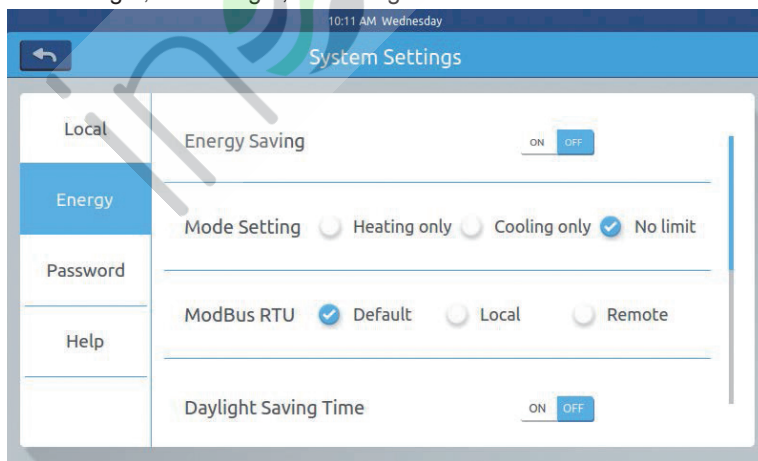 10:11 AM Wednesday
System Settings
Local
Energy
Password
Help
Energy Saving ON OFF
Mode Setting Heating only Cooling only No limit
ModBus RTU Default Local Remote
Daylight Saving Time ON OFF